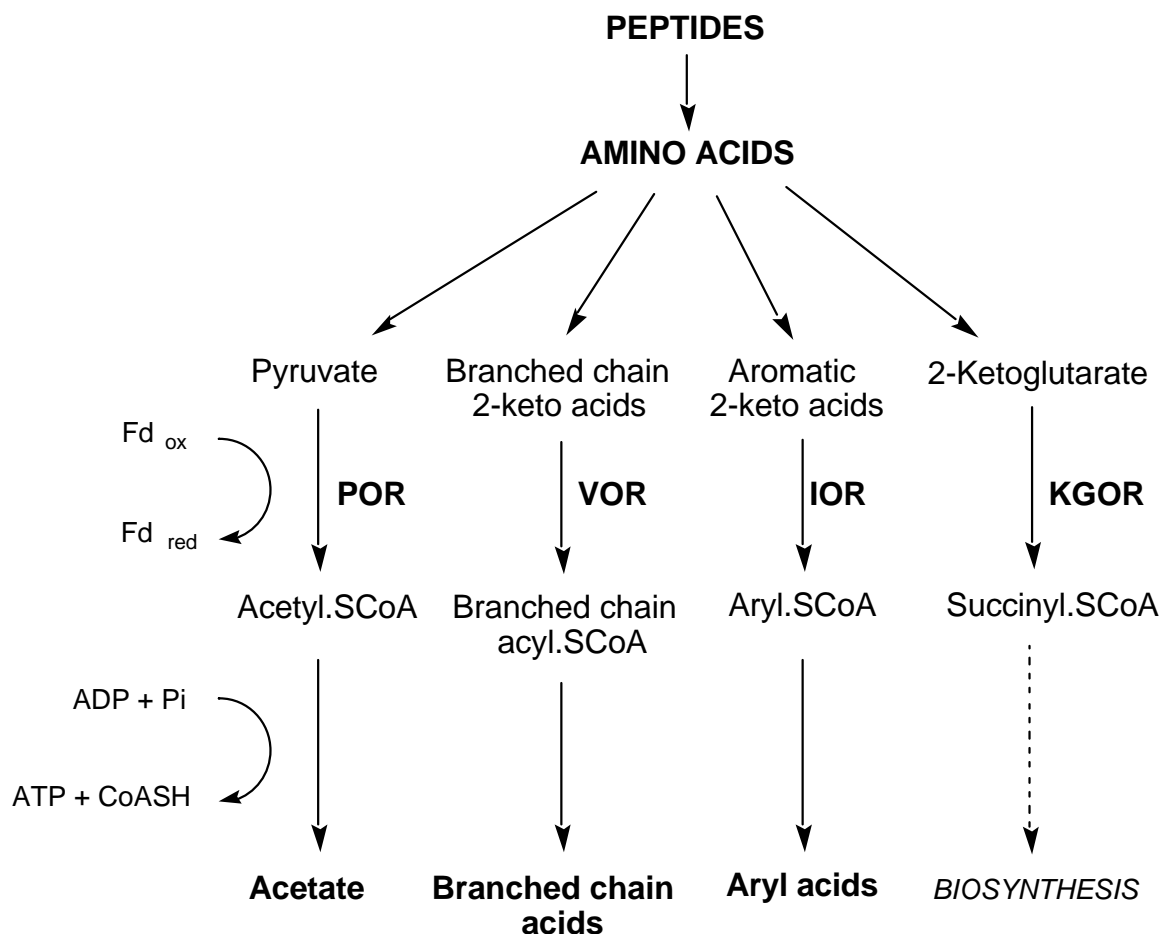 PEPTIDES
AMINO ACIDS
Pyruvate
Branched chain
2-keto acids
Aromatic
2-keto acids
2-Ketoglutarate
Fd ox
Fd red
POR
VOR
IOR
KGOR
Acetyl.SCoA
Branched chain
acyl.SCoA
Aryl.SCoA
Succinyl.SCoA
ADP + Pi
ATP + CoASH
Acetate
Branched chain
acids
Aryl acids
BIOSYNTHESIS